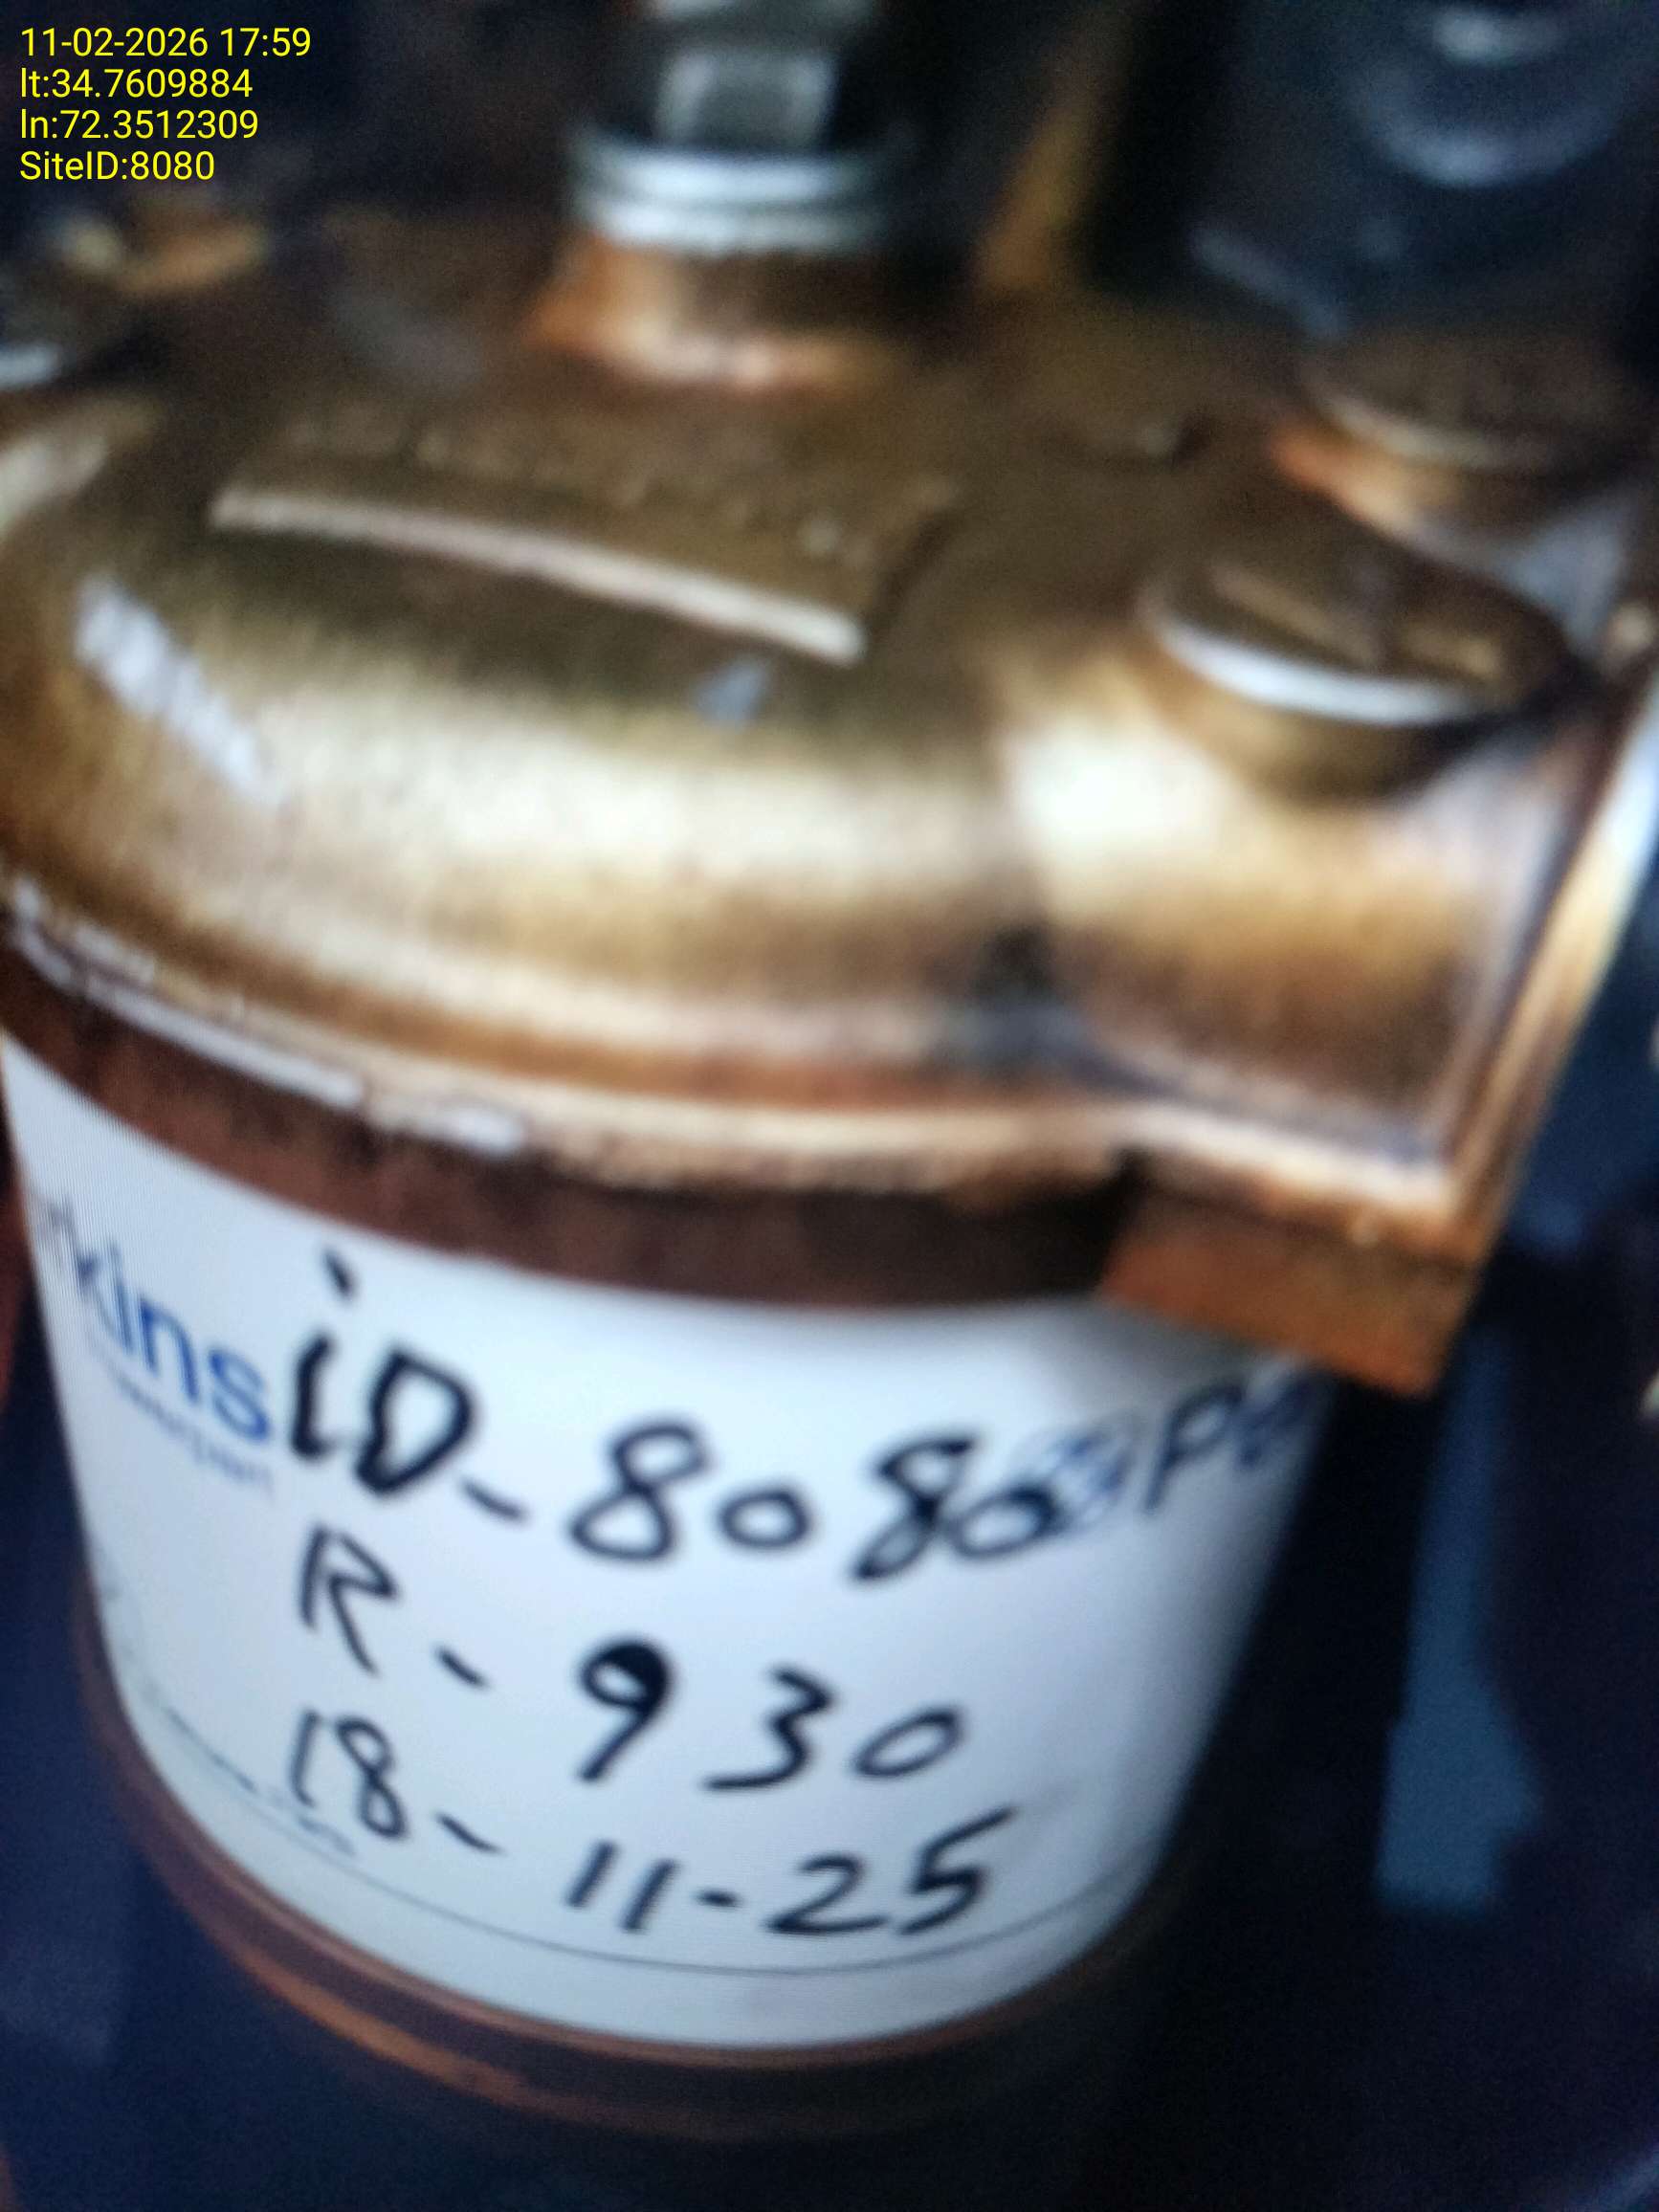 11-02-2026 17:59
lt:34.7609884
ln:72.3512309
SiteID:8080
iD-8080
R-930
18-11-25